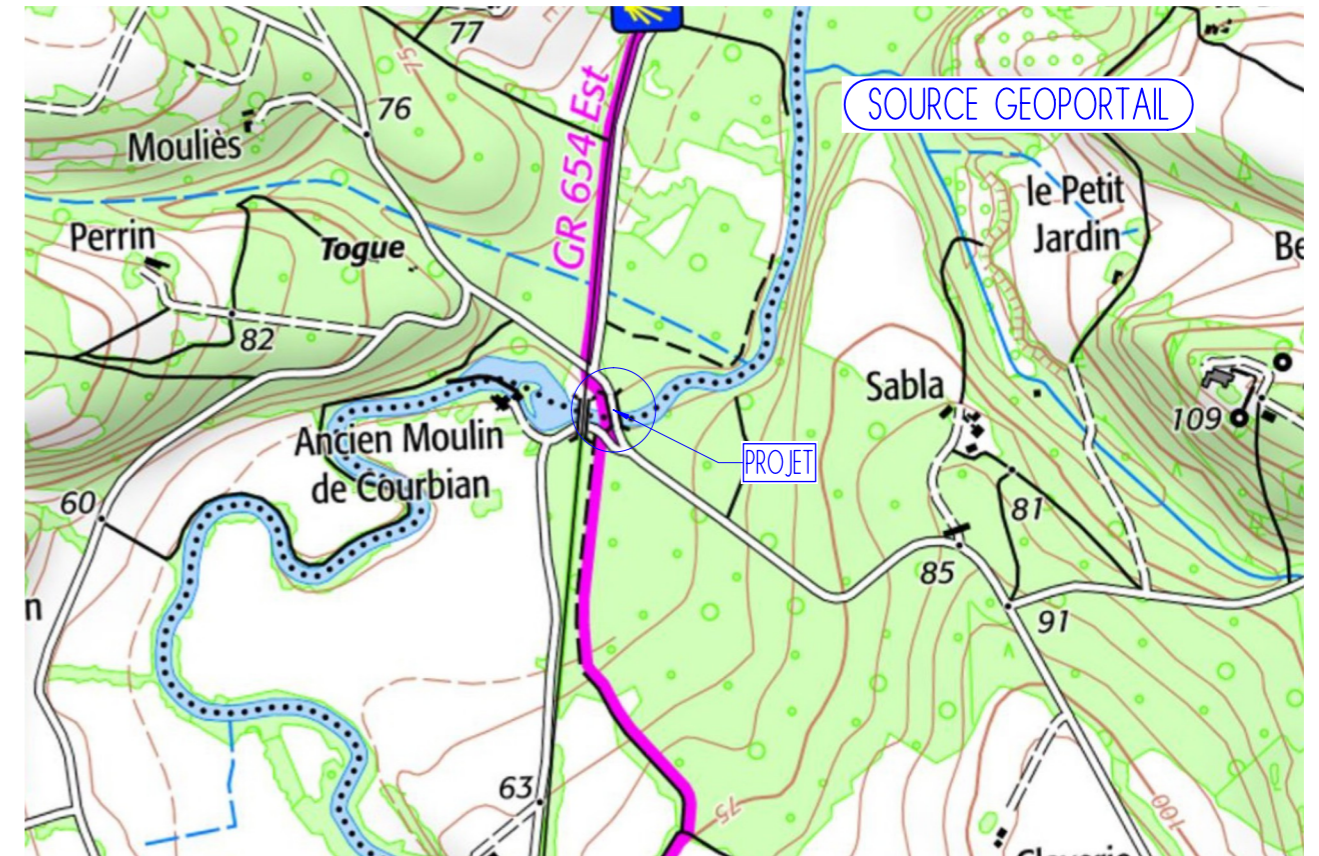 77
75
GR 654 Est
SOURCE GEOPORTAIL
76
Mouliès
le Petit
Jardin
Perrin
Togue
Be
82
Sabla
109
Ancien Moulin
de Courbian
PROJET
60
81
85
n
91
63
75
100